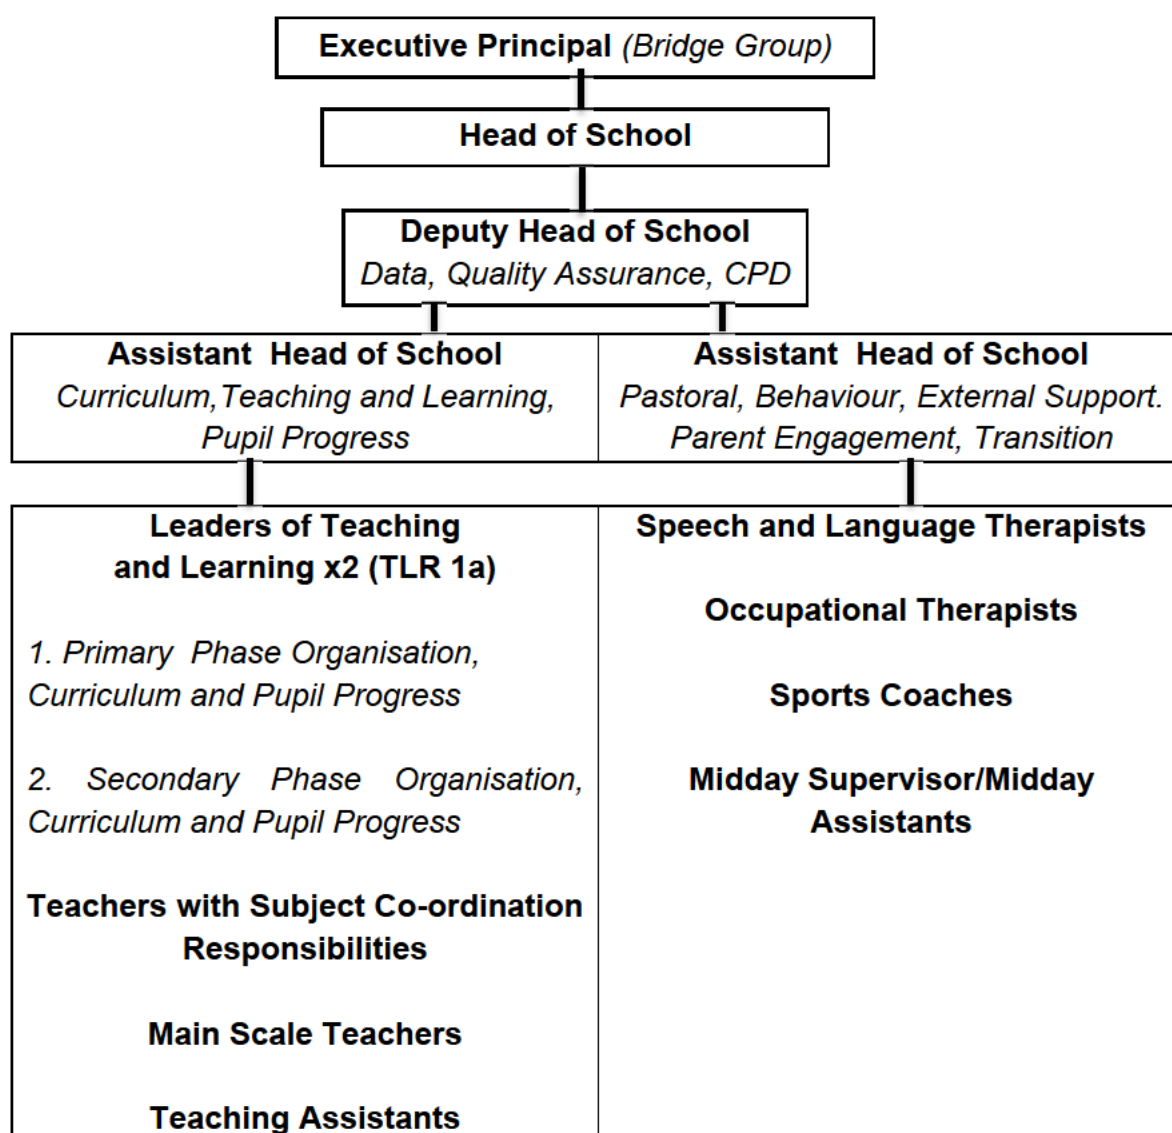 Executive Principal (Bridge Group)
Head of School
Deputy Head of School
Data, Quality Assurance, CPD
Assistant Head of School
Curriculum,Teaching and Learning,
Pupil Progress
Assistant Head of School
Pastoral, Behaviour, External Support.
Parent Engagement, Transition
Leaders of Teaching
and Learning x2 (TLR 1a)
1. Primary Phase Organisation,
Curriculum and Pupil Progress
2. Secondary Phase Organisation,
Curriculum and Pupil Progress
Teachers with Subject Co-ordination
Responsibilities
Main Scale Teachers
Teaching Assistants
Speech and Language Therapists
Occupational Therapists
Sports Coaches
Midday Supervisor/Midday
Assistants